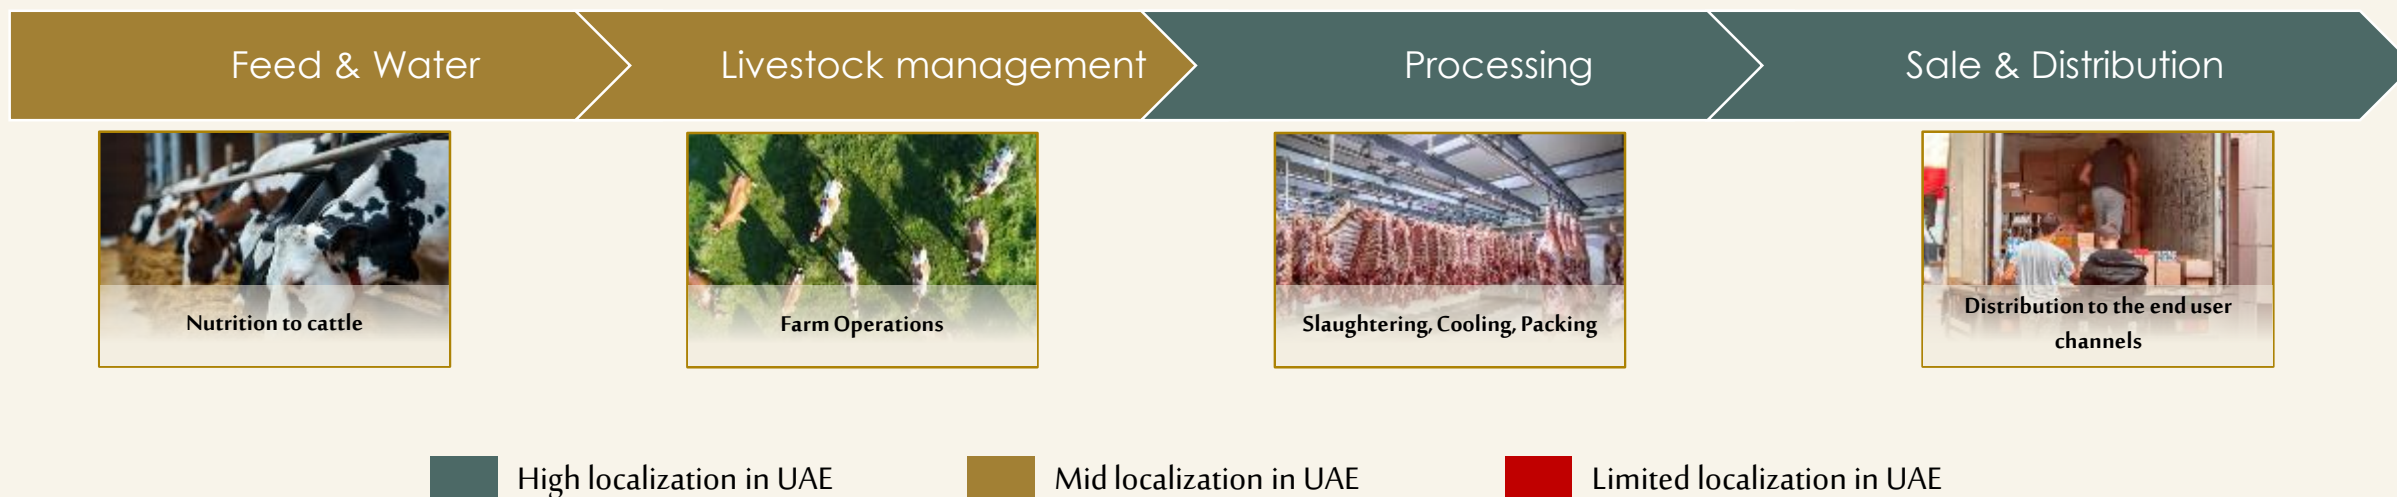 Feed & Water
Livestock management
Processing
Sale & Distribution
Nutrition to cattle
Farm Operations
Slaughtering, Cooling, Packing
Distribution to the end user
channels
High localization in UAE
Mid localization in UAE
Limited localization in UAE